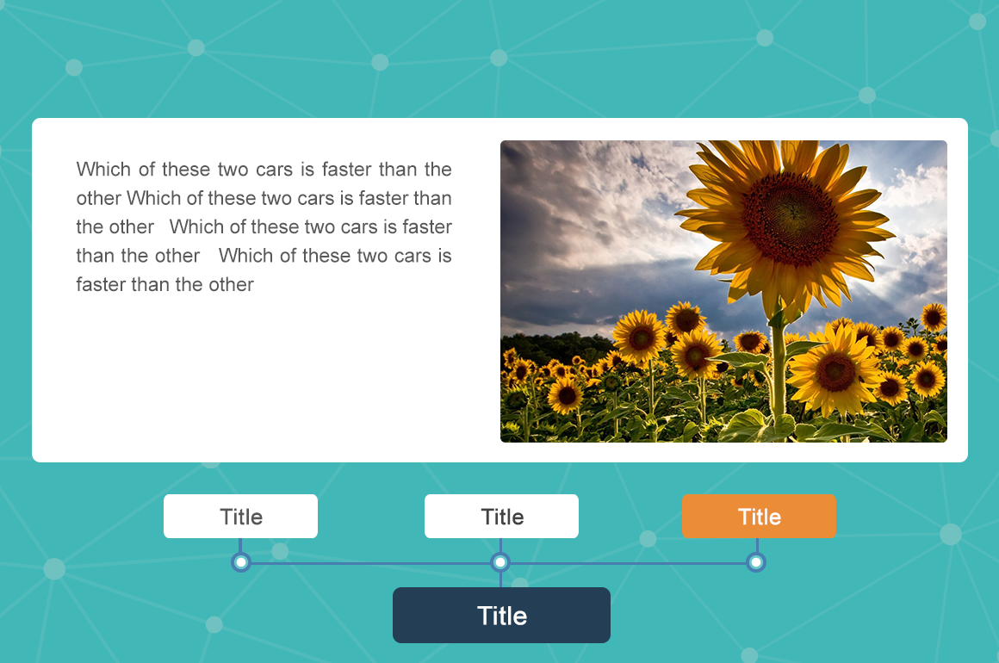 Which of these two cars is faster than the
other Which of these two cars is faster than
the other   Which of these two cars is faster
than the other   Which of these two cars is
faster than the other
Title
Title
Title
Title